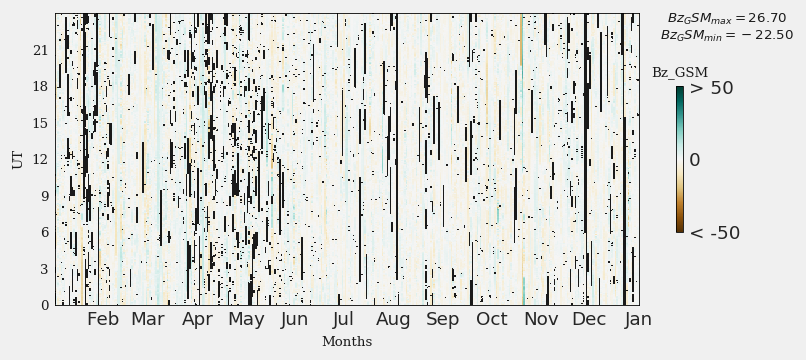 Bz_GSM_max = 26.70
Bz_GSM_min = −22.50
Bz_GSM
> 50
0
< -50
21
18
15
12
9
6
3
0
UT
Feb Mar Apr May Jun Jul Aug Sep Oct Nov Dec Jan
Months